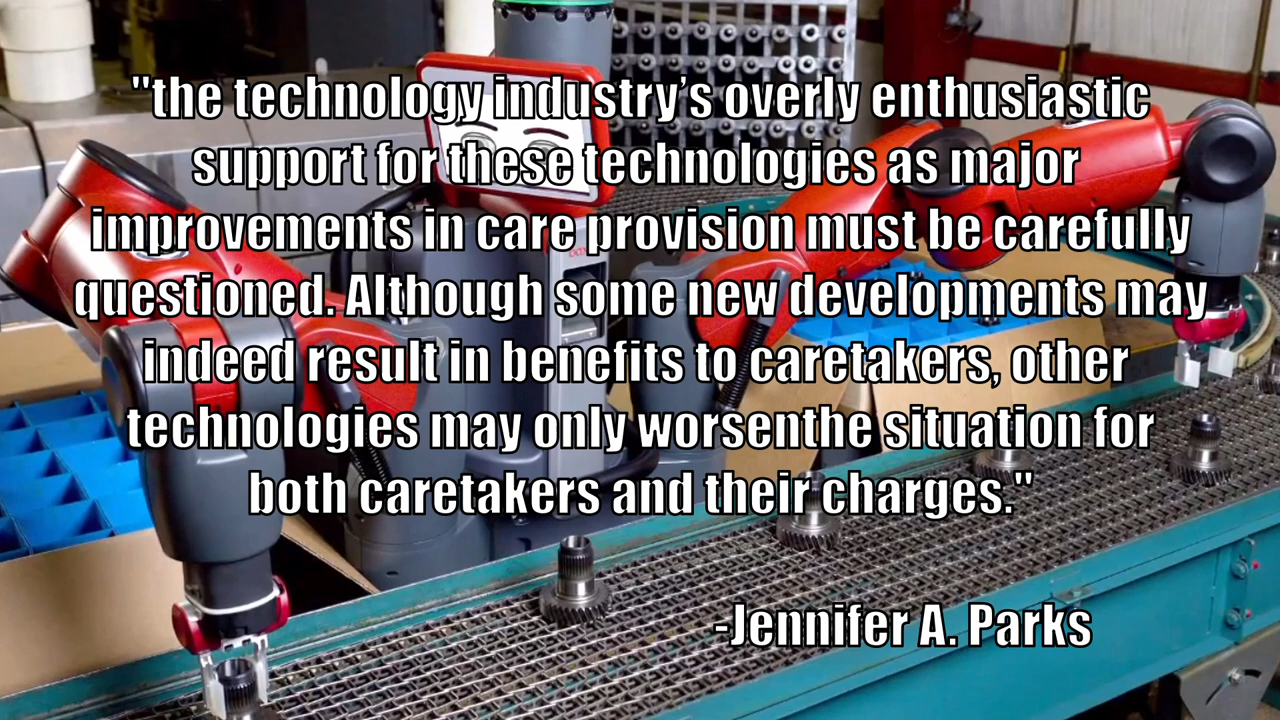 "the technology industry’s overly enthusiastic
support for these technologies as major
improvements in care provision must be carefully
questioned. Although some new developments may
indeed result in benefits to caretakers, other
technologies may only worsenthe situation for
both caretakers and their charges."
-Jennifer A. Parks